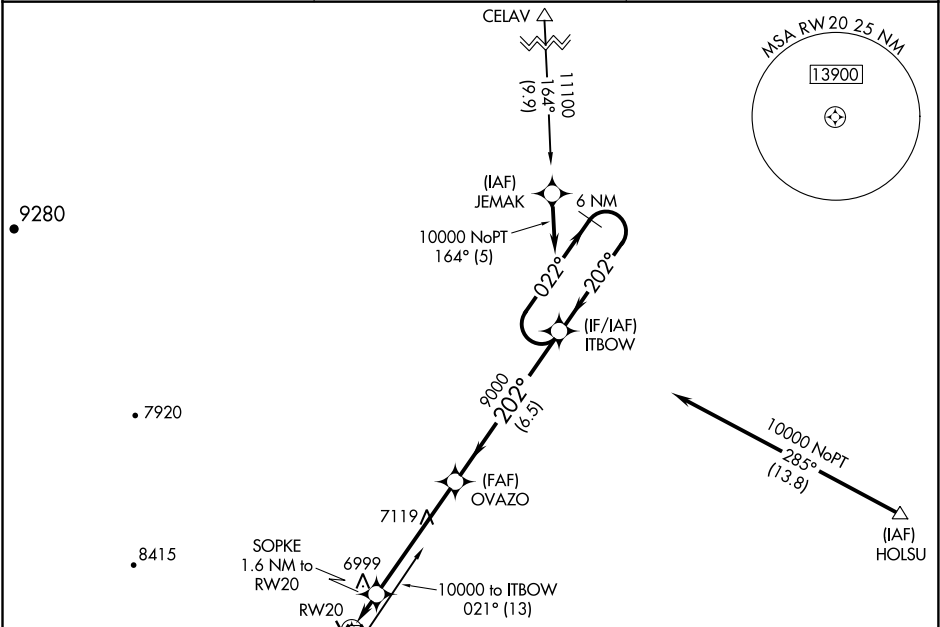 CELAV
11100
164°
(9.9)
MSA RW20 25 NM
13900
(IAF)
JEMAK
6 NM
10000 NoPT
164° (5)
022°
202°
9280
(IF/IAF)
ITBOW
9000
202°
(6.5)
7920
10000 NoPT
285°
(13.8)
(IAF)
HOLSU
(FAF)
OVAZO
7119
8415
SOPKE
1.6 NM to
RW20
6999
10000 to ITBOW
021° (13)
RW20